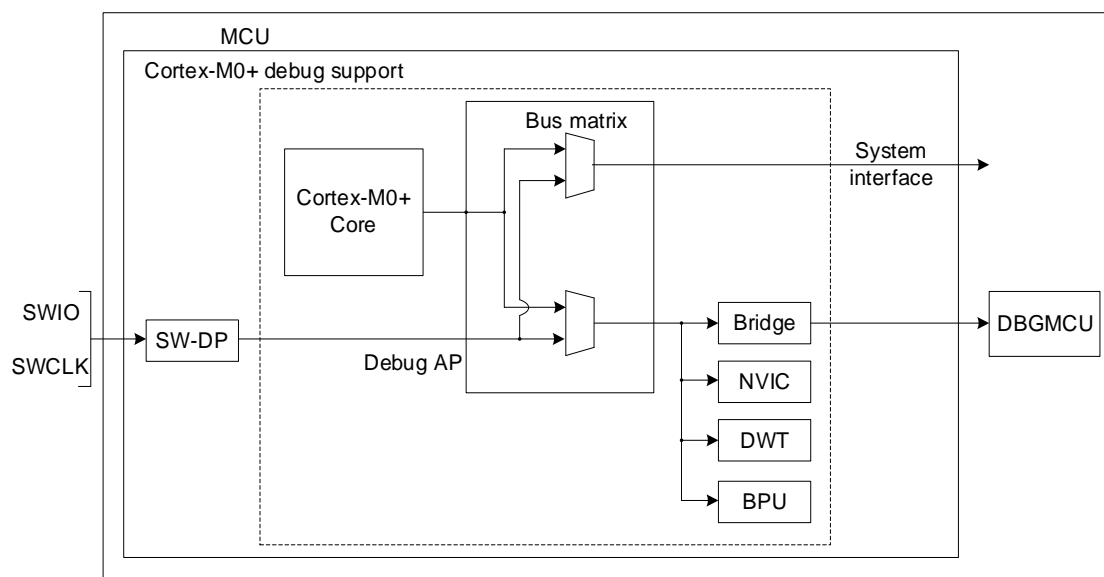 MCU
Cortex-M0+ debug support
Bus matrix
Cortex-M0+
Core
System
interface
SWIO
SWCLK
SW-DP
Debug AP
Bridge
DBGMCU
NVIC
DWT
BPU